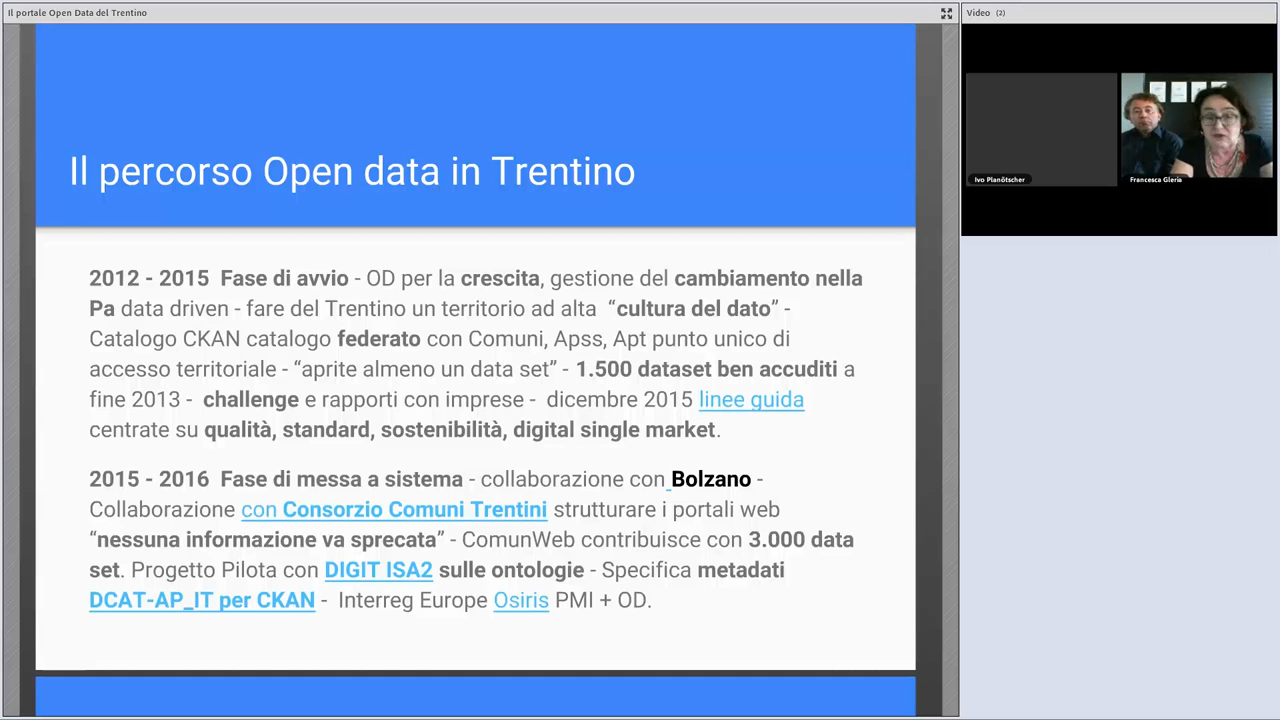 Il portale Open Data del Trentino
Video (2)
Ivo Planötscher
Francesca Gleria
Il percorso Open data in Trentino
2012 - 2015 Fase di avvio - OD per la crescita, gestione del cambiamento nella
Pa data driven - fare del Trentino un territorio ad alta “cultura del dato” -
Catalogo CKAN catalogo federato con Comuni, Apss, Apt punto unico di
accesso territoriale - “aprite almeno un data set” - 1.500 dataset ben accuditi a
fine 2013 - challenge e rapporti con imprese - dicembre 2015 linee guida
centrate su qualità, standard, sostenibilità, digital single market.
2015 - 2016 Fase di messa a sistema - collaborazione con Bolzano -
Collaborazione con Consorzio Comuni Trentini strutturare i portali web
“nessuna informazione va sprecata” - ComunWeb contribuisce con 3.000 data
set. Progetto Pilota con DIGIT ISA2 sulle ontologie - Specifica metadati
DCAT-AP_IT per CKAN - Interreg Europe Osiris PMI + OD.